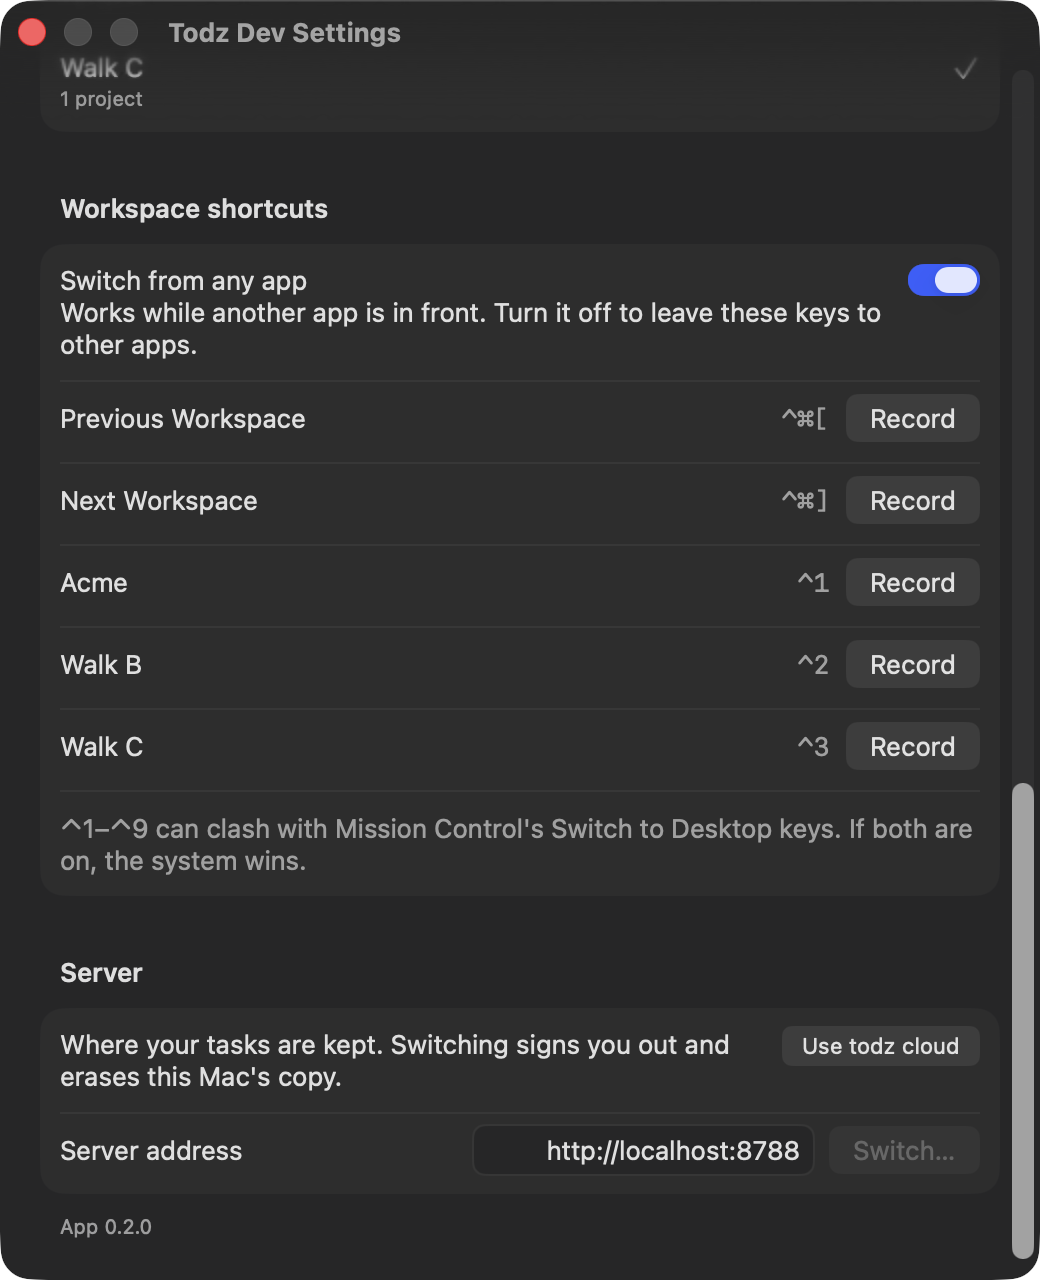 Todz Dev Settings
Walk C
1 project
Workspace shortcuts
Switch from any app
Works while another app is in front. Turn it off to leave these keys to
other apps.
Previous Workspace ^⌘[ Record
Next Workspace ^⌘] Record
Acme ^1 Record
Walk B ^2 Record
Walk C ^3 Record
^1–^9 can clash with Mission Control's Switch to Desktop keys. If both are
on, the system wins.
Server
Where your tasks are kept. Switching signs you out and
erases this Mac's copy.
Use todz cloud
Server address http://localhost:8788 Switch...
App 0.2.0